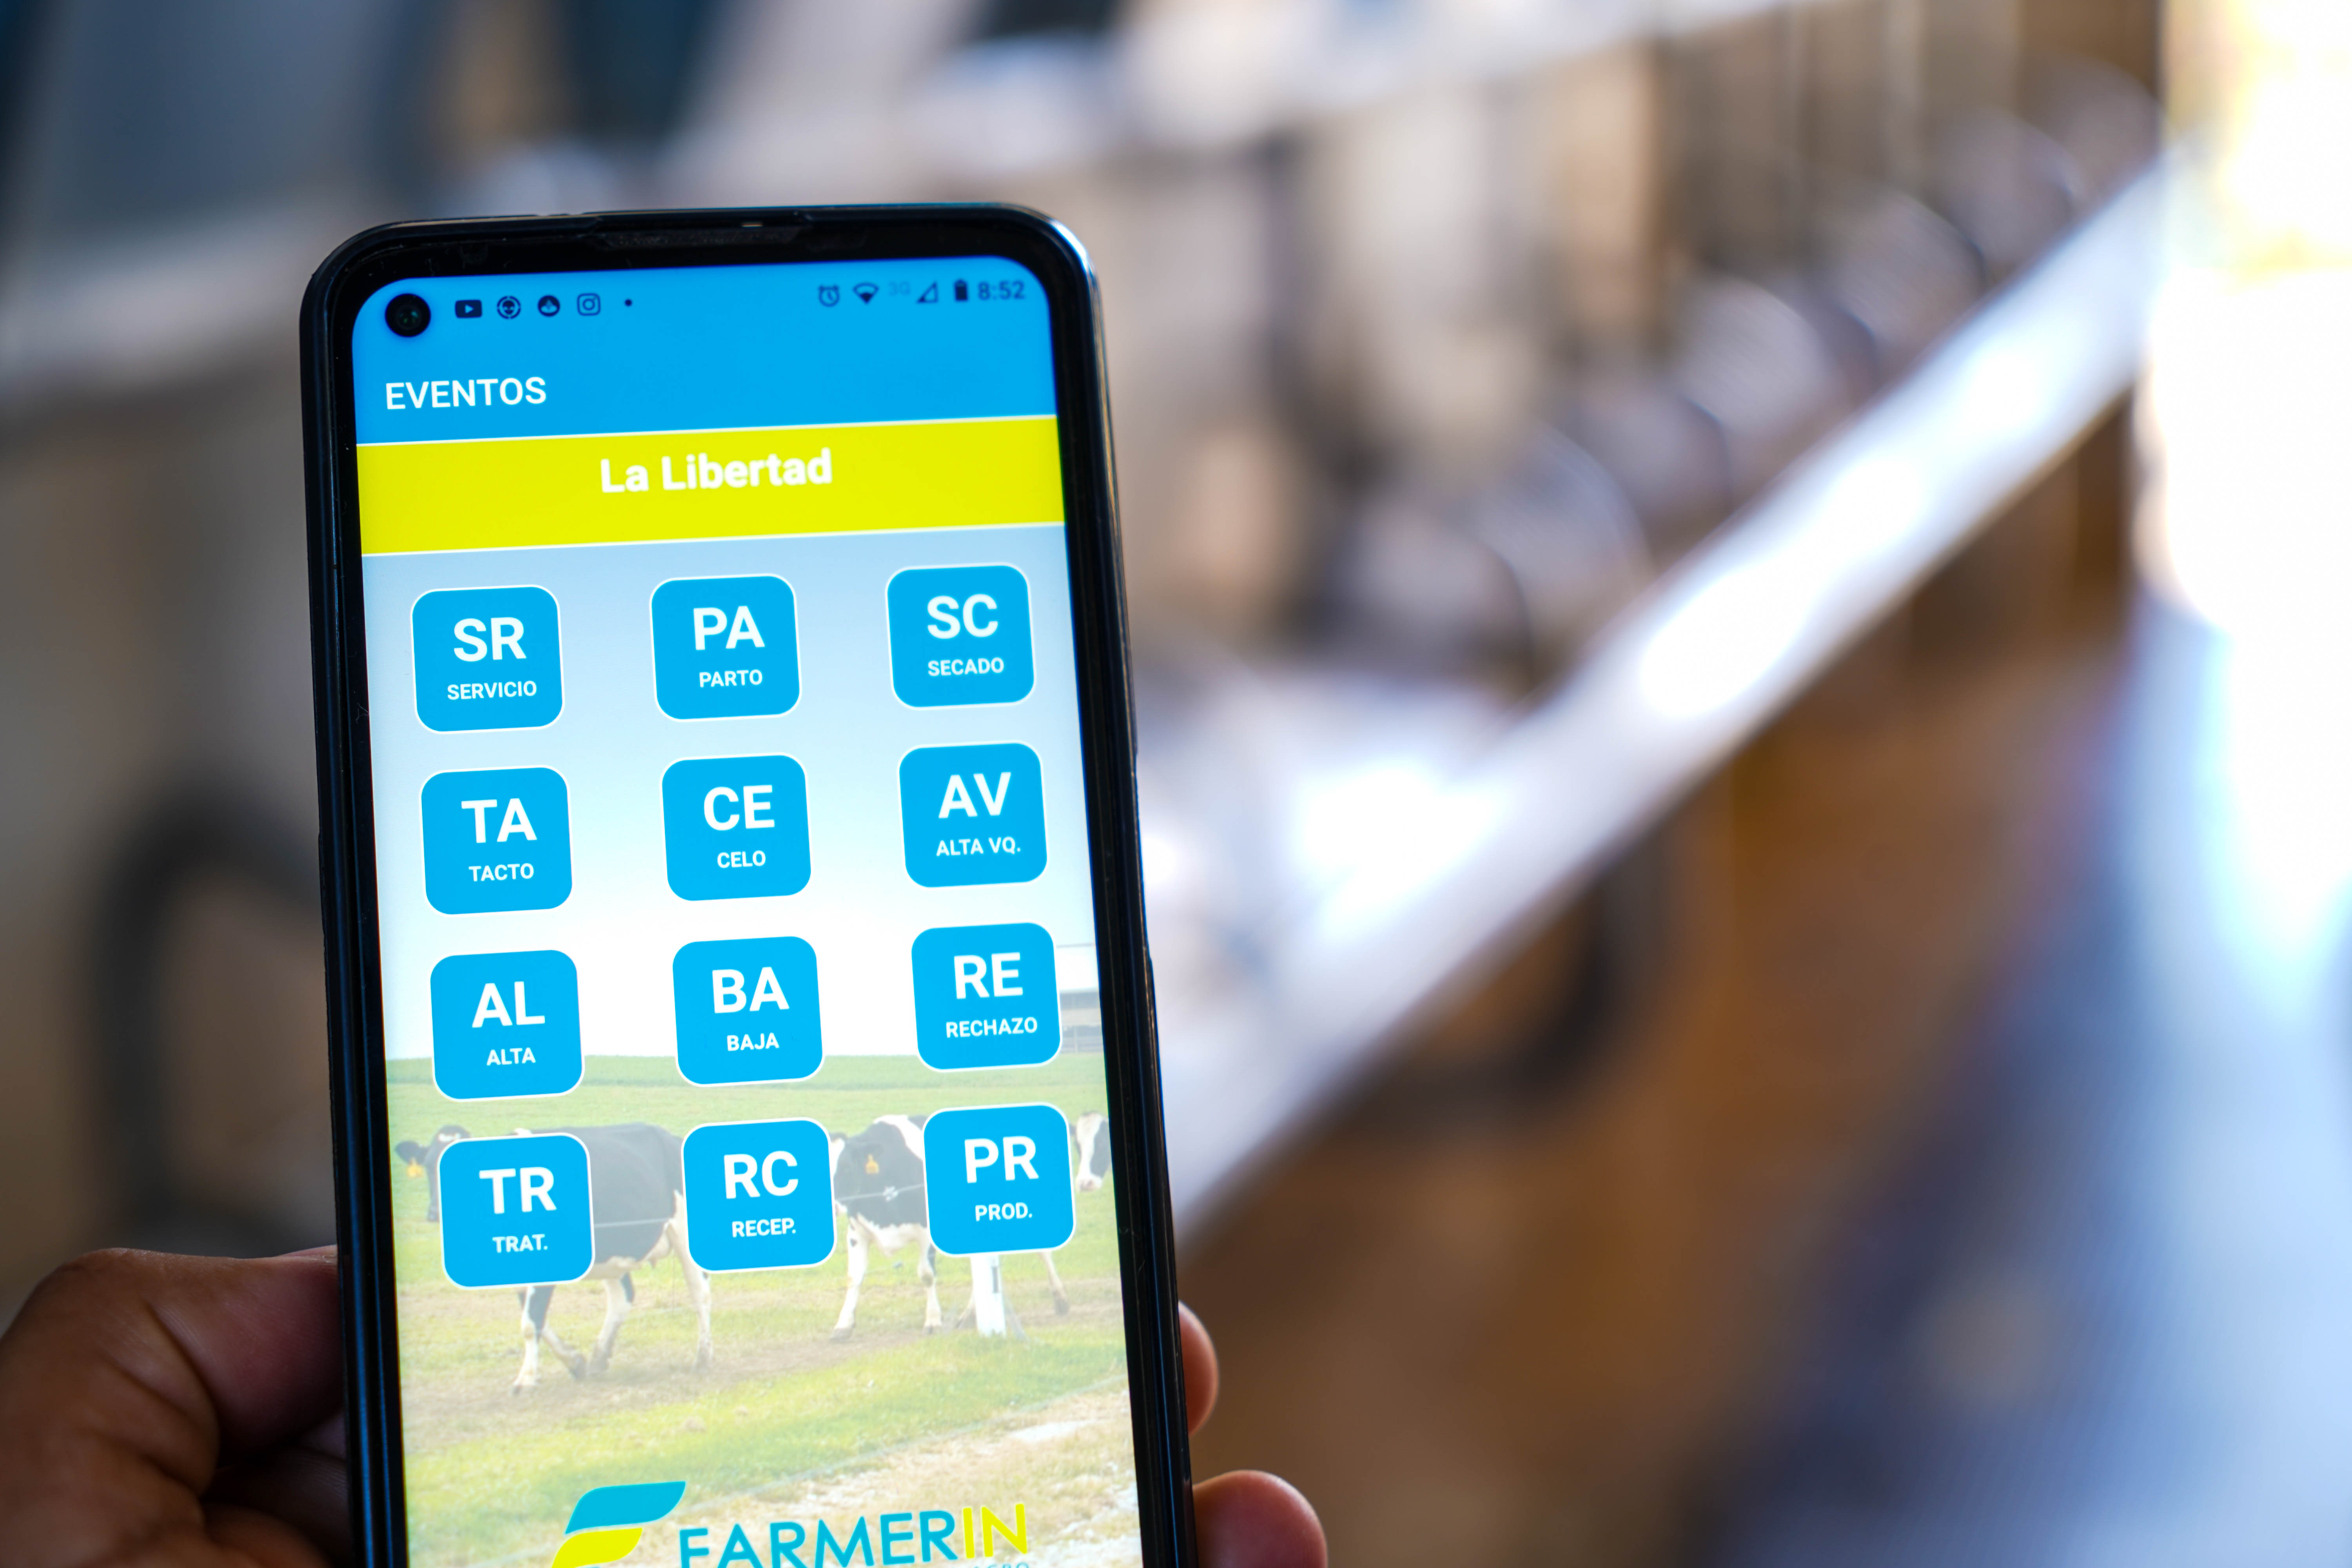 3G 8:52
EVENTOS
La Libertad
SR
SERVICIO
PA
PARTO
SC
SECADO
TA
TACTO
CE
CELO
AV
ALTA VQ.
AL
ALTA
BA
BAJA
RE
RECHAZO
TR
TRAT.
RC
RECEP.
PR
PROD.
FARMERIN